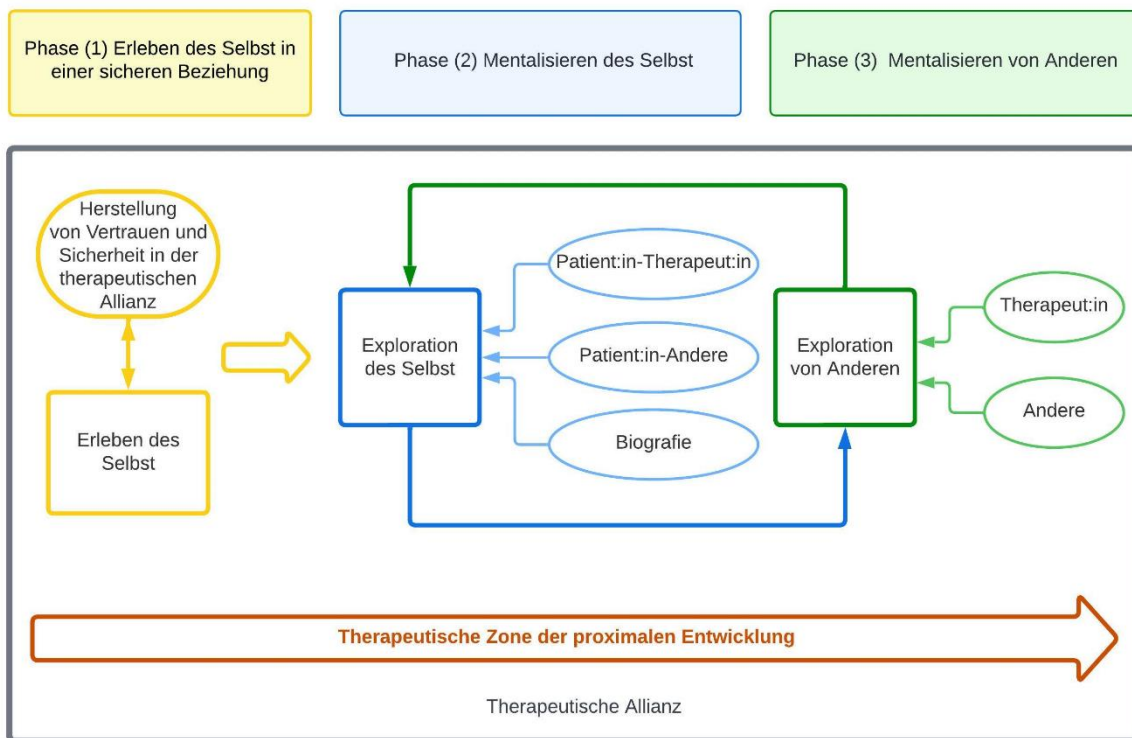 Phase (1) Erleben des Selbst in
einer sicheren Beziehung
Phase (2) Mentalisieren des Selbst
Phase (3)  Mentalisieren von Anderen
Herstellung
von Vertrauen und
Sicherheit in der
therapeutischen
Allianz
Erleben des
Selbst
Exploration
des Selbst
Patient:in-Therapeut:in
Patient:in-Andere
Biografie
Exploration
von Anderen
Therapeut:in
Andere
Therapeutische Zone der proximalen Entwicklung
Therapeutische Allianz